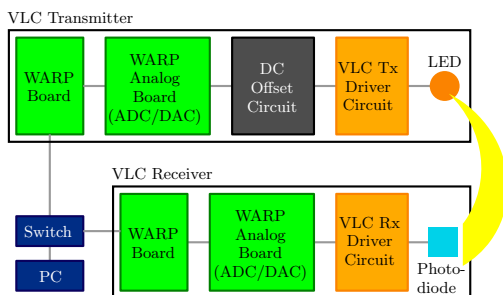 VLC Transmitter
WARP
Board
WARP
Analog
Board
(ADC/DAC)
DC
Offset
Circuit
VLC Tx
Driver
Circuit
LED
VLC Receiver
Switch
PC
WARP
Board
WARP
Analog
Board
(ADC/DAC)
VLC Rx
Driver
Circuit
Photo-
diode